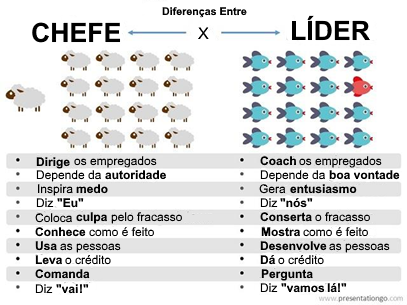 Diferenças Entre
CHEFE X LÍDER
• Dirige os empregados
• Depende da autoridade
• Inspira medo
• Diz "Eu"
• Coloca culpa pelo fracasso
• Conhece como é feito
• Usa as pessoas
• Leva o crédito
• Comanda
• Diz "vai!"
• Coach os empregados
• Depende da boa vontade
• Gera entusiasmo
• Diz "nós"
• Conserta o fracasso
• Mostra como é feito
• Desenvolve as pessoas
• Dá o crédito
• Pergunta
• Diz "vamos lá!"
www.presentationgo.com